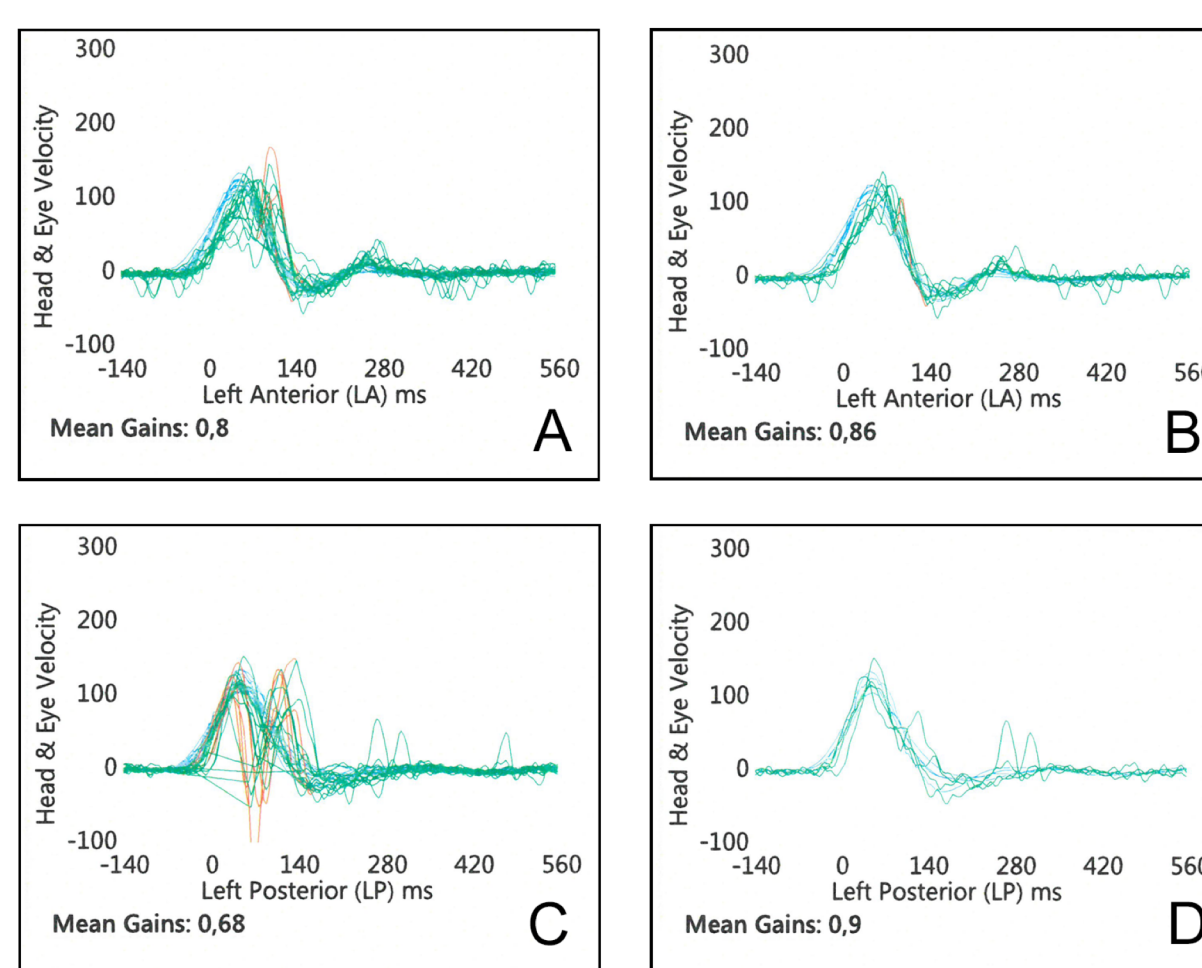 300
200
100
0
-100
Head & Eye Velocity
-140 0 140 280 420 560
Left Anterior (LA) ms
Mean Gains: 0,8
A
300
200
100
0
-100
Head & Eye Velocity
-140 0 140 280 420 56
Left Anterior (LA) ms
Mean Gains: 0,86
B
300
200
100
0
-100
Head & Eye Velocity
-140 0 140 280 420 560
Left Posterior (LP) ms
Mean Gains: 0,68
C
300
200
100
0
-100
Head & Eye Velocity
-140 0 140 280 420 56
Left Posterior (LP) ms
Mean Gains: 0,9
D